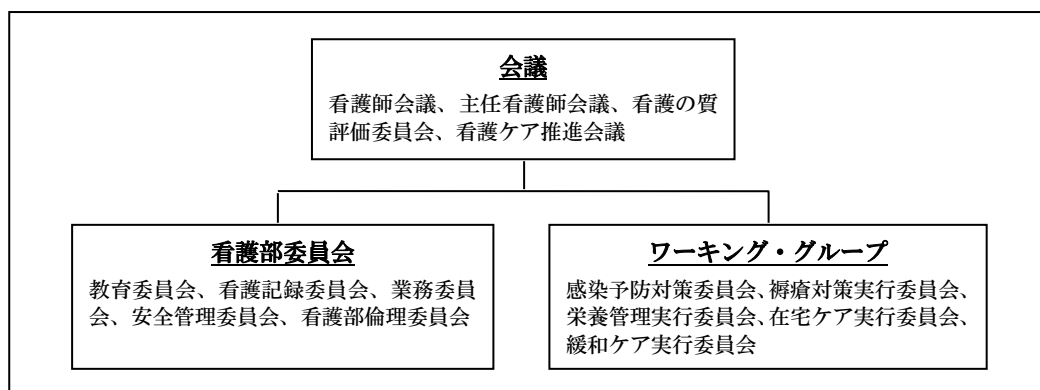 会議
看護師会議、主任看護師会議、看護の質
評価委員会、看護ケア推進会議
看護部委員会
教育委員会、看護記録委員会、業務委員
会、安全管理委員会、看護部倫理委員会
ワーキング・グループ
感染予防対策委員会、褥瘡対策実行委員会、
栄養管理実行委員会、在宅ケア実行委員会、
緩和ケア実行委員会